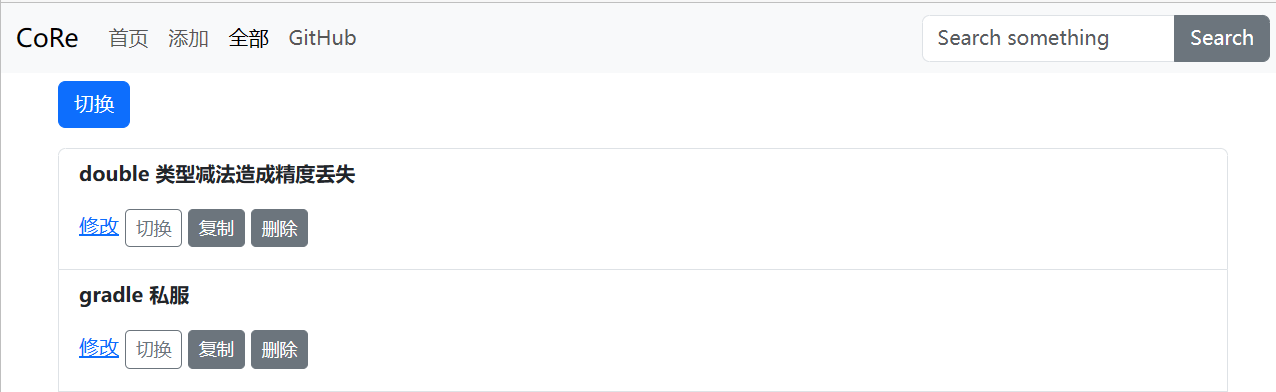 CoRe 首页 添加 全部 GitHub Search something Search
切换
double 类型减法造成精度丢失
修改 切换 复制 删除
gradle 私服
修改 切换 复制 删除